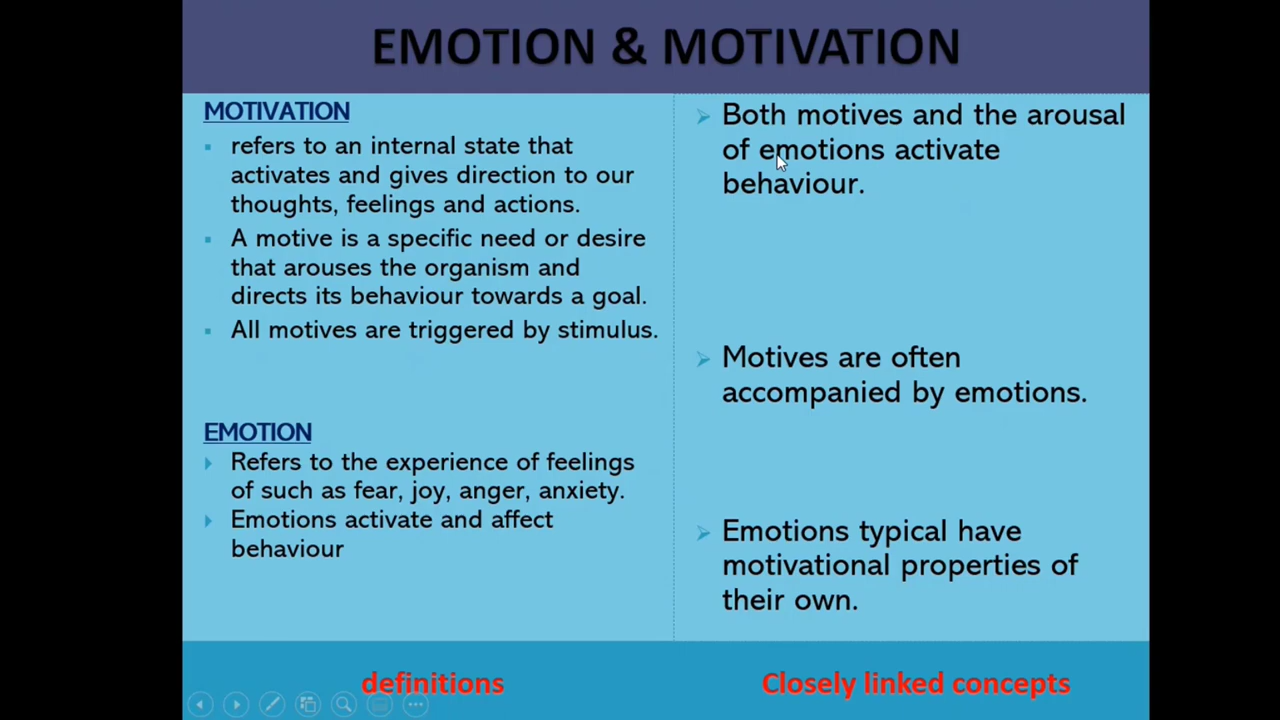 EMOTION & MOTIVATION
MOTIVATION
refers to an internal state that
activates and gives direction to our
thoughts, feelings and actions.
A motive is a specific need or desire
that arouses the organism and
directs its behaviour towards a goal.
All motives are triggered by stimulus.
EMOTION
Refers to the experience of feelings
of such as fear, joy, anger, anxiety.
Emotions activate and affect
behaviour
definitions
Both motives and the arousal
of emotions activate
behaviour.
Motives are often
accompanied by emotions.
Emotions typical have
motivational properties of
their own.
Closely linked concepts